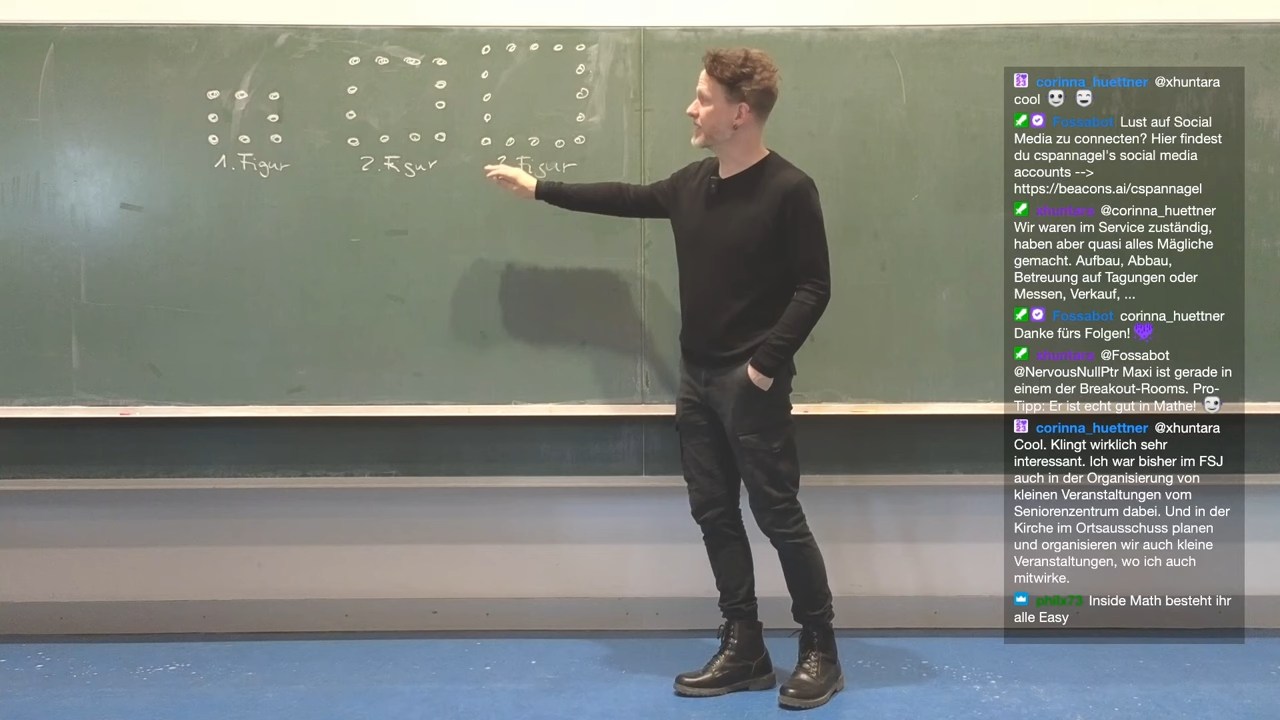 1. Figur
2. Figur
3. Figur
corinna_huettner @xhuntara
cool
Fossabot Lust auf Social
Media zu connecten? Hier findest
du cspannagel's social media
accounts -->
https://beacons.ai/cspannagel
xhuntara @corinna_huettner
Wir waren im Service zuständig,
haben aber quasi alles Mägliche
gemacht. Aufbau, Abbau,
Betreuung auf Tagungen oder
Messen, Verkauf, ...
Fossabot corinna_huettner
Danke fürs Folgen!
xhuntara @Fossabot
@NervousNullPtr Maxi ist gerade in
einem der Breakout-Rooms. Pro-
Tipp: Er ist echt gut in Mathe!
corinna_huettner @xhuntara
Cool. Klingt wirklich sehr
interessant. Ich war bisher im FSJ
auch in der Organisierung von
kleinen Veranstaltungen vom
Seniorenzentrum dabei. Und in der
Kirche im Ortsausschuss planen
und organisieren wir auch kleine
Veranstaltungen, wo ich auch
mitwirke.
philx73 Inside Math besteht ihr
alle Easy